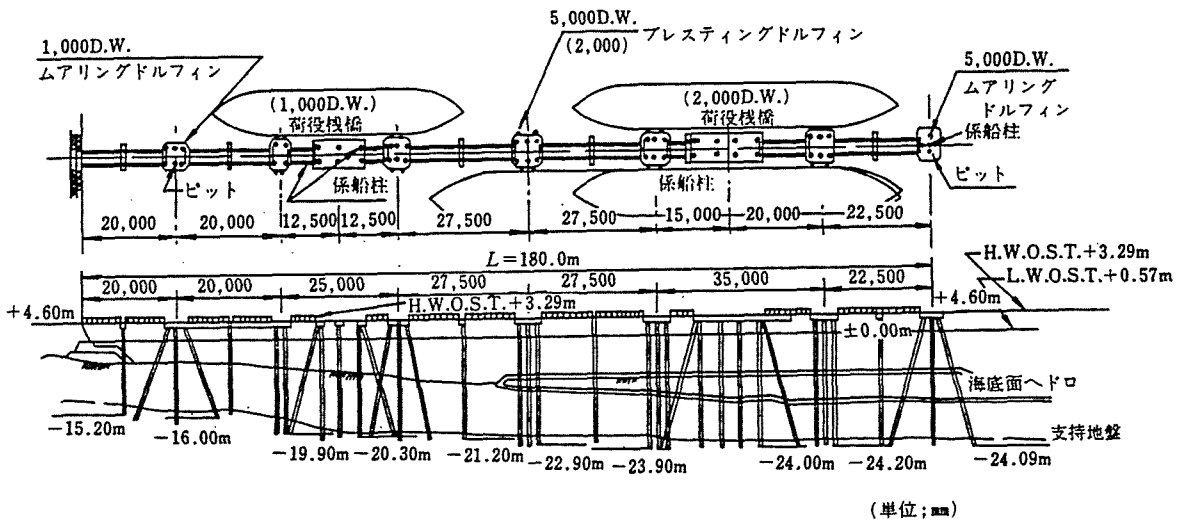 1,000D.W.
ムアリングドルフィン
5,000D.W.
(2,000)
ブレスティングドルフィン
5,000D.W.
ムアリング
ドルフィン
係船柱
ビット
(1,000D.W.)
荷役桟橋
(2,000D.W.)
荷役桟橋
ビット
係船柱
係船柱
20,000
20,000
12,500
12,500
27,500
27,500
15,000
20,000
22,500
L=180.0m
H.W.O.S.T.+3.29m
L.W.O.S.T.+0.57m
20,000
20,000
25,000
27,500
27,500
35,000
22,500
+4.60m
H.W.O.S.T.+3.29m
+4.60m
±0.00m
海底面ヘドロ
支持地盤
-15.20m
-16.00m
-19.90m
-20.30m
-21.20m
-22.90m
-23.90m
-24.00m
-24.20m
-24.09m
(単位;mm)